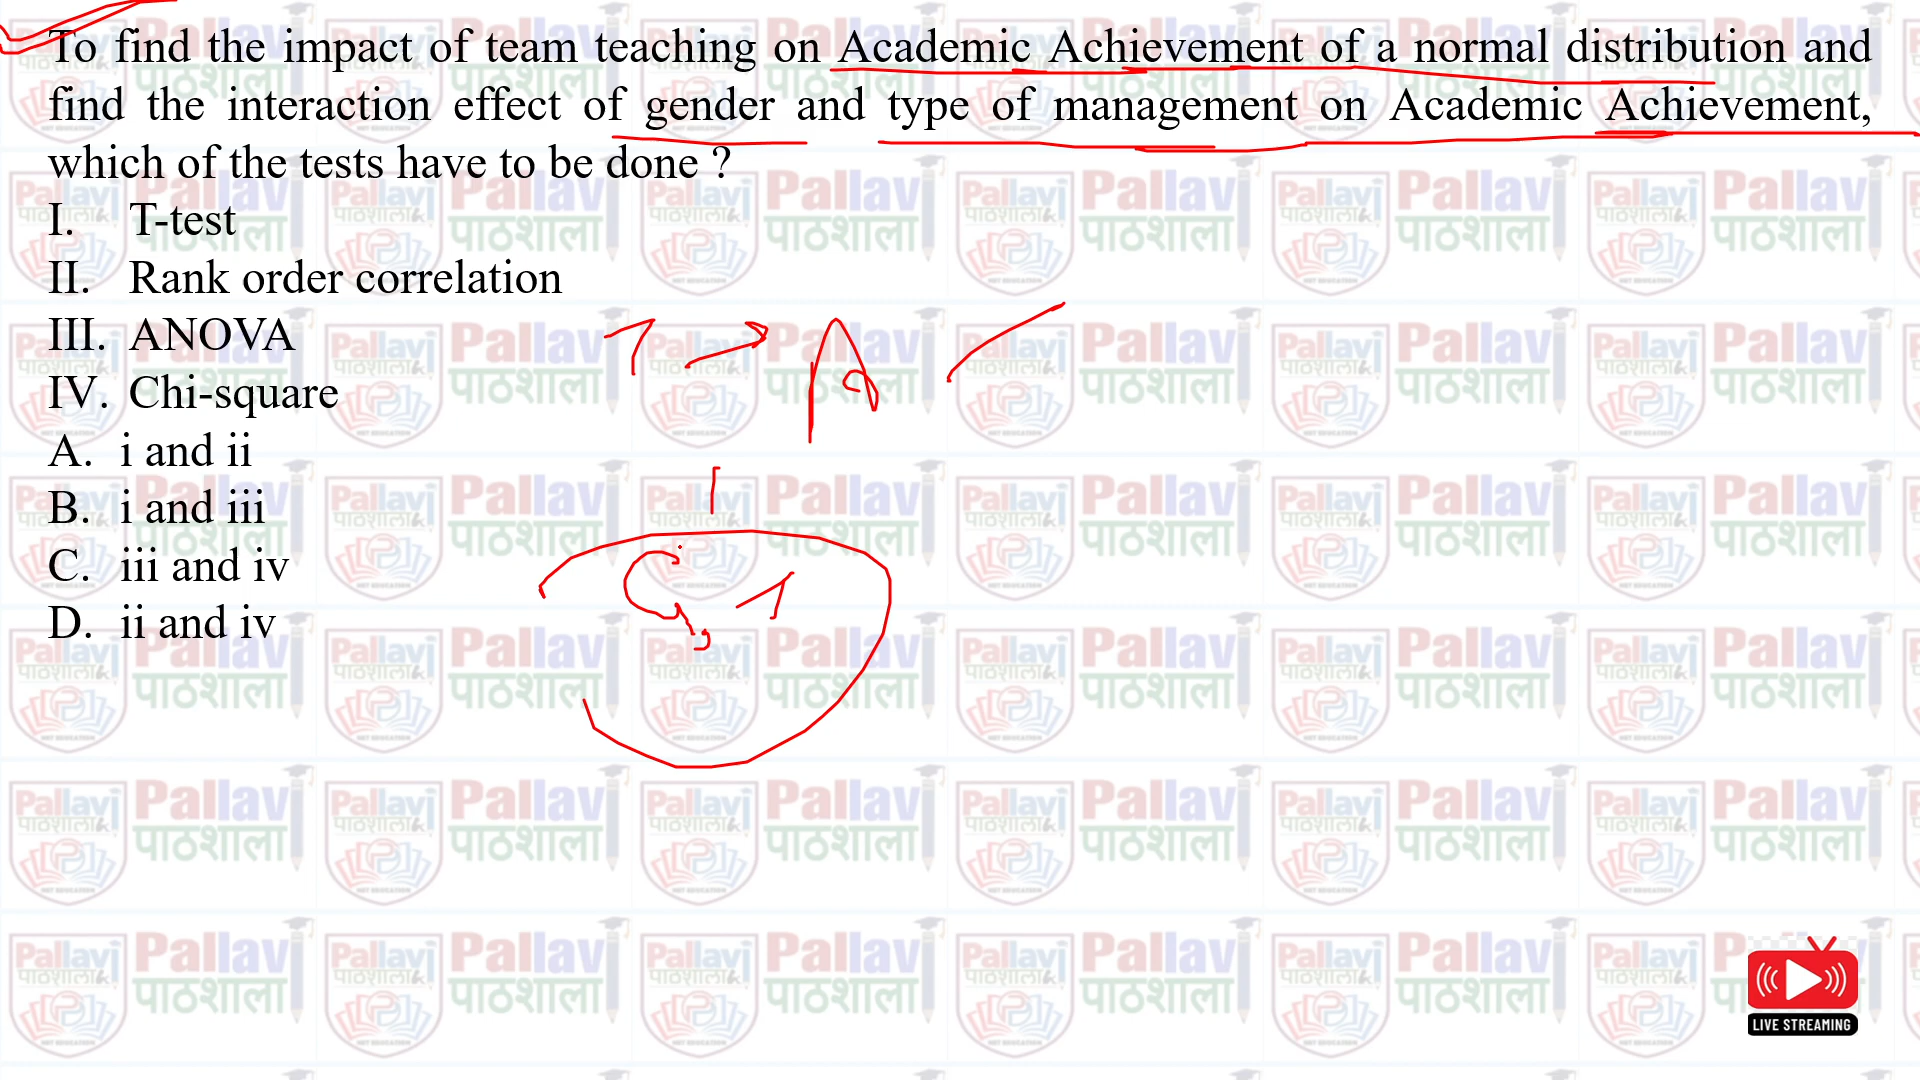 To find the impact of team teaching on Academic Achievement of a normal distribution and
find the interaction effect of gender and type of management on Academic Achievement,
which of the tests have to be done ?
I. T-test
II. Rank order correlation
III. ANOVA
IV. Chi-square
A. i and ii
B. i and iii
C. iii and iv
D. ii and iv
Pallavi
पाठशाला
LIVE STREAMING